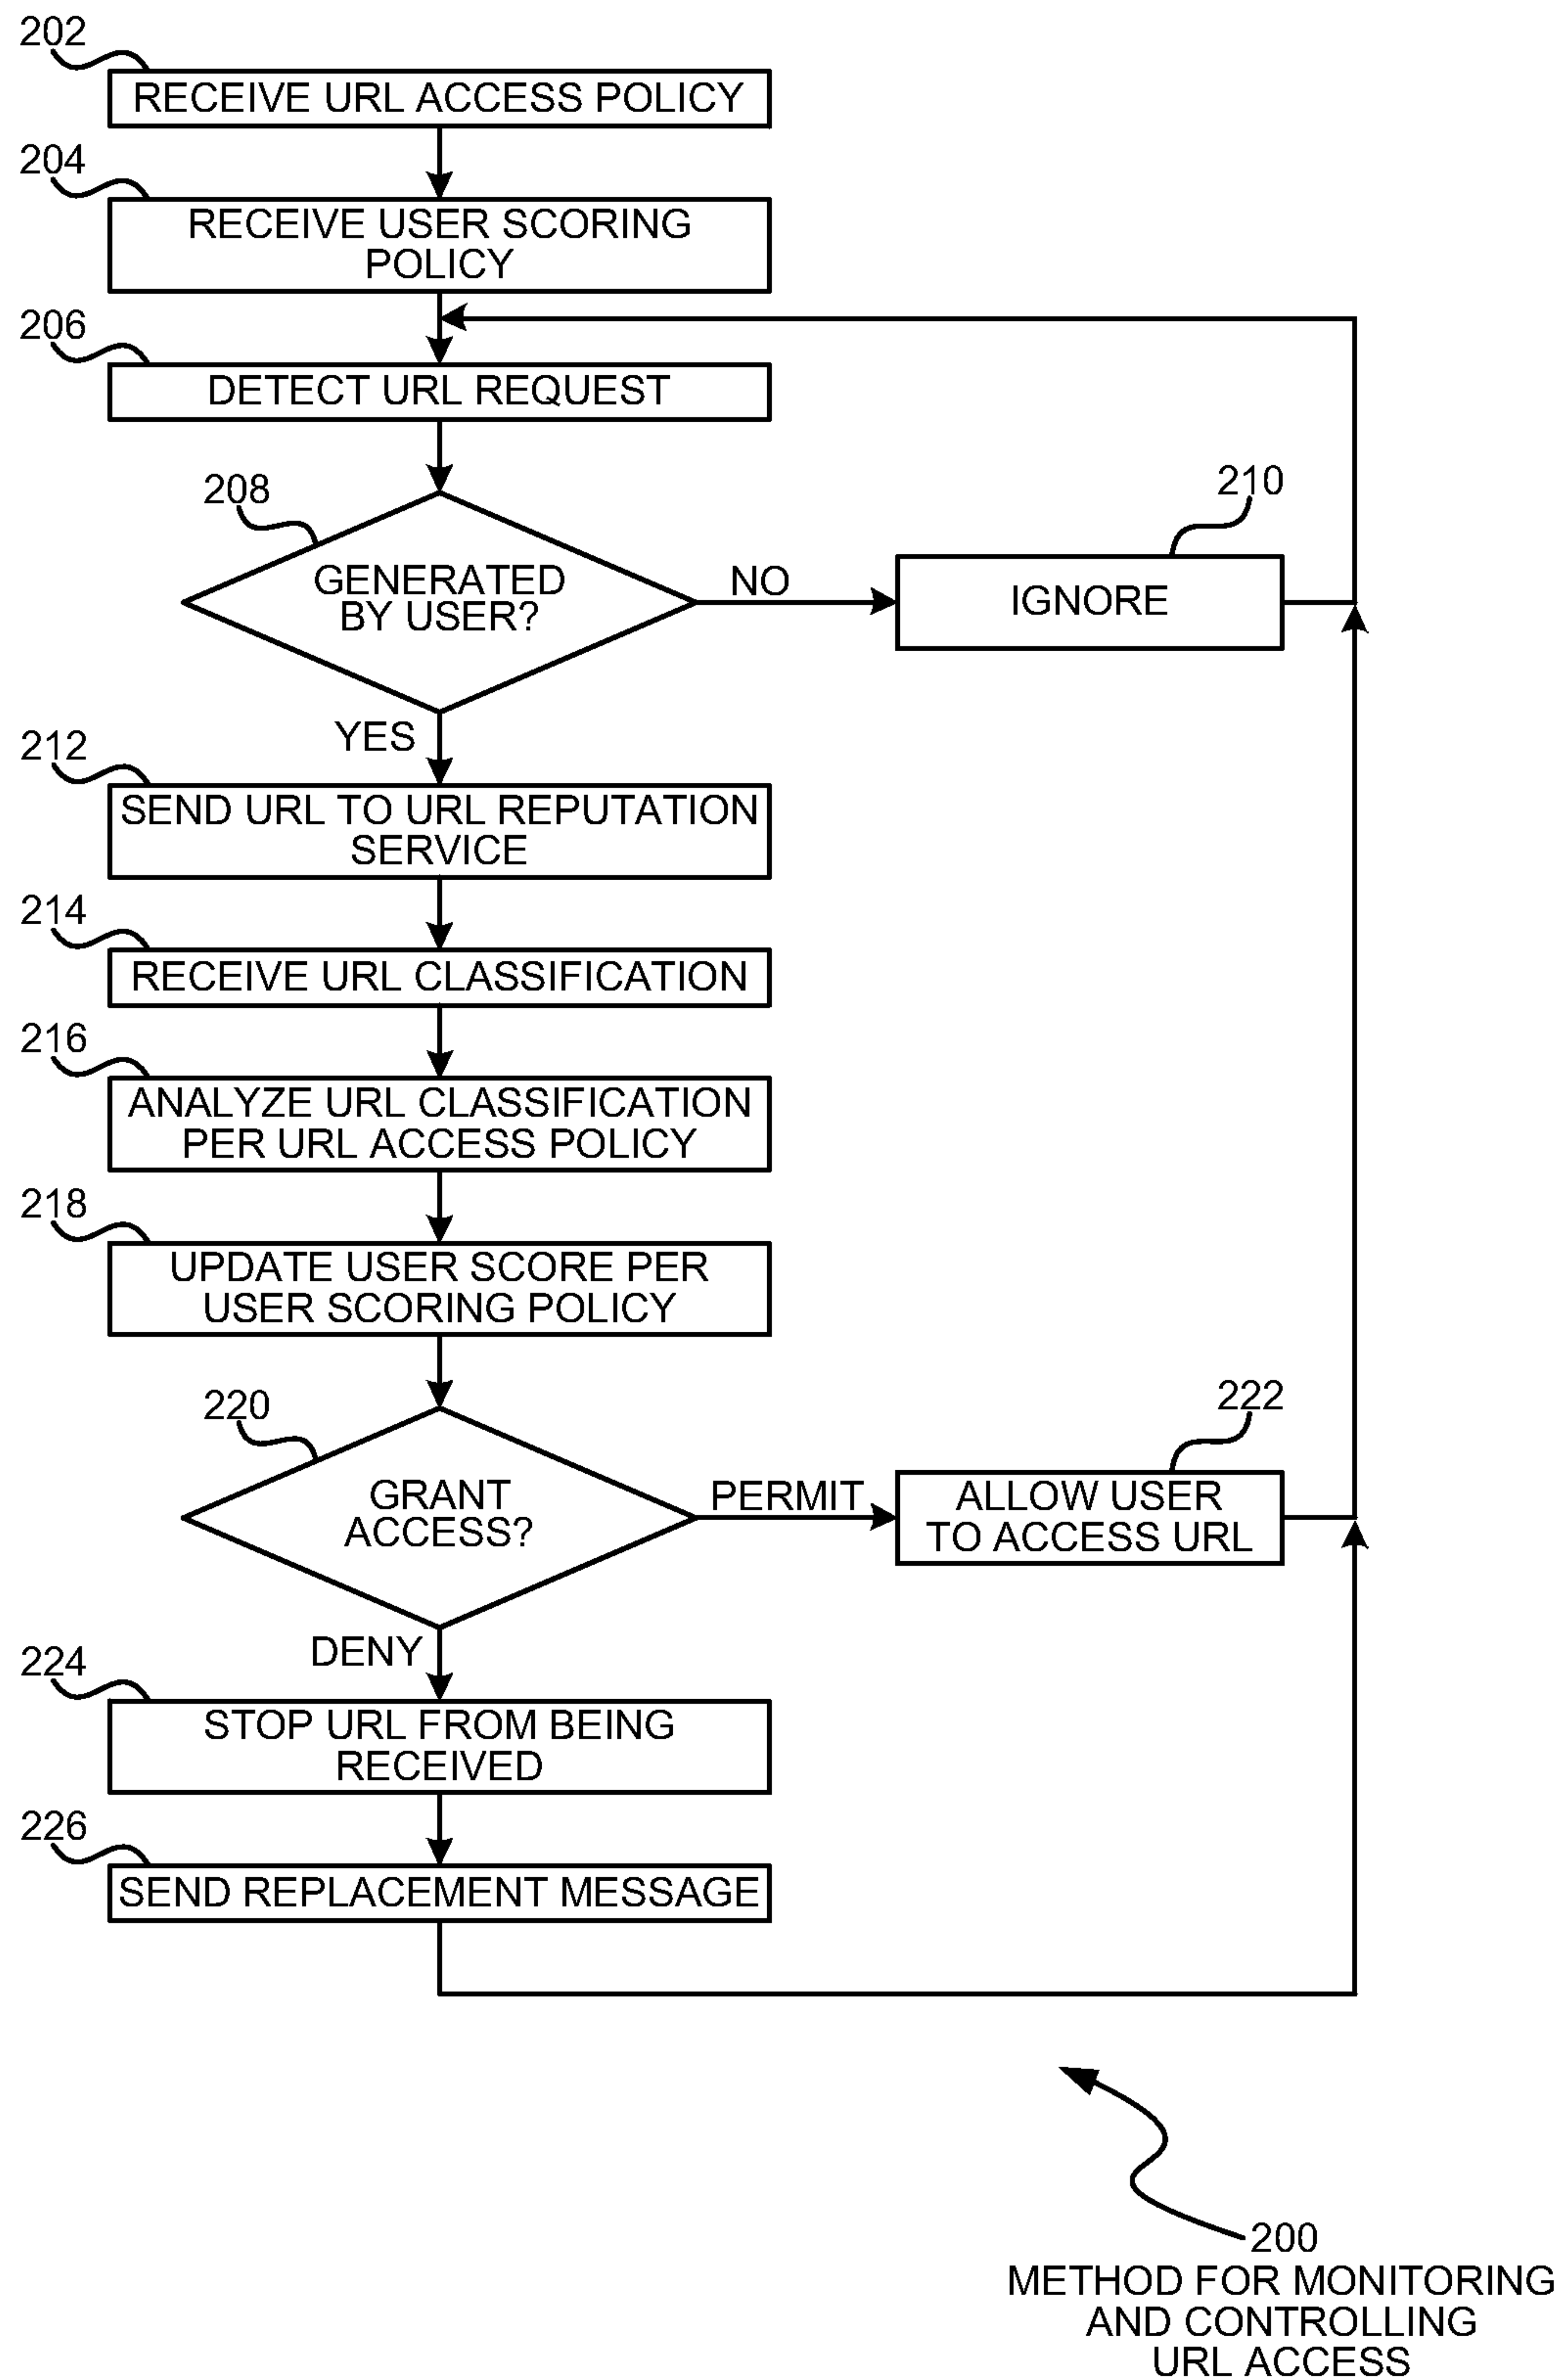 202
RECEIVE URL ACCESS POLICY
204
RECEIVE USER SCORING
POLICY
206
DETECT URL REQUEST
208
GENERATED
BY USER?
NO
210
IGNORE
YES
212
SEND URL TO URL REPUTATION
SERVICE
214
RECEIVE URL CLASSIFICATION
216
ANALYZE URL CLASSIFICATION
PER URL ACCESS POLICY
218
UPDATE USER SCORE PER
USER SCORING POLICY
220
GRANT
ACCESS?
PERMIT
222
ALLOW USER
TO ACCESS URL
DENY
224
STOP URL FROM BEING
RECEIVED
226
SEND REPLACEMENT MESSAGE
200
METHOD FOR MONITORING
AND CONTROLLING
URL ACCESS